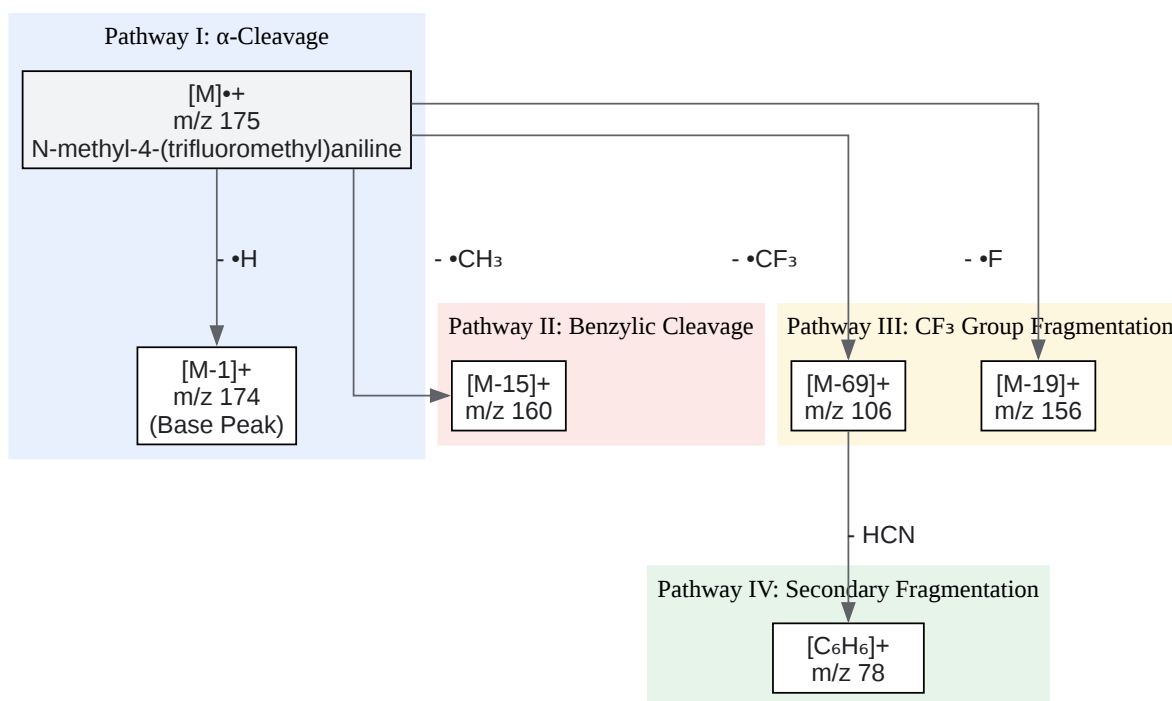 Pathway I: α-Cleavage
[M]•+
m/z 175
N-methyl-4-(trifluoromethyl)aniline
- •H
- •CH₃
- •CF₃
- •F
Pathway II: Benzylic Cleavage
Pathway III: CF₃ Group Fragmentation
[M-1]+
m/z 174
(Base Peak)
[M-15]+
m/z 160
[M-69]+
m/z 106
[M-19]+
m/z 156
- HCN
Pathway IV: Secondary Fragmentation
[C₆H₆]+
m/z 78